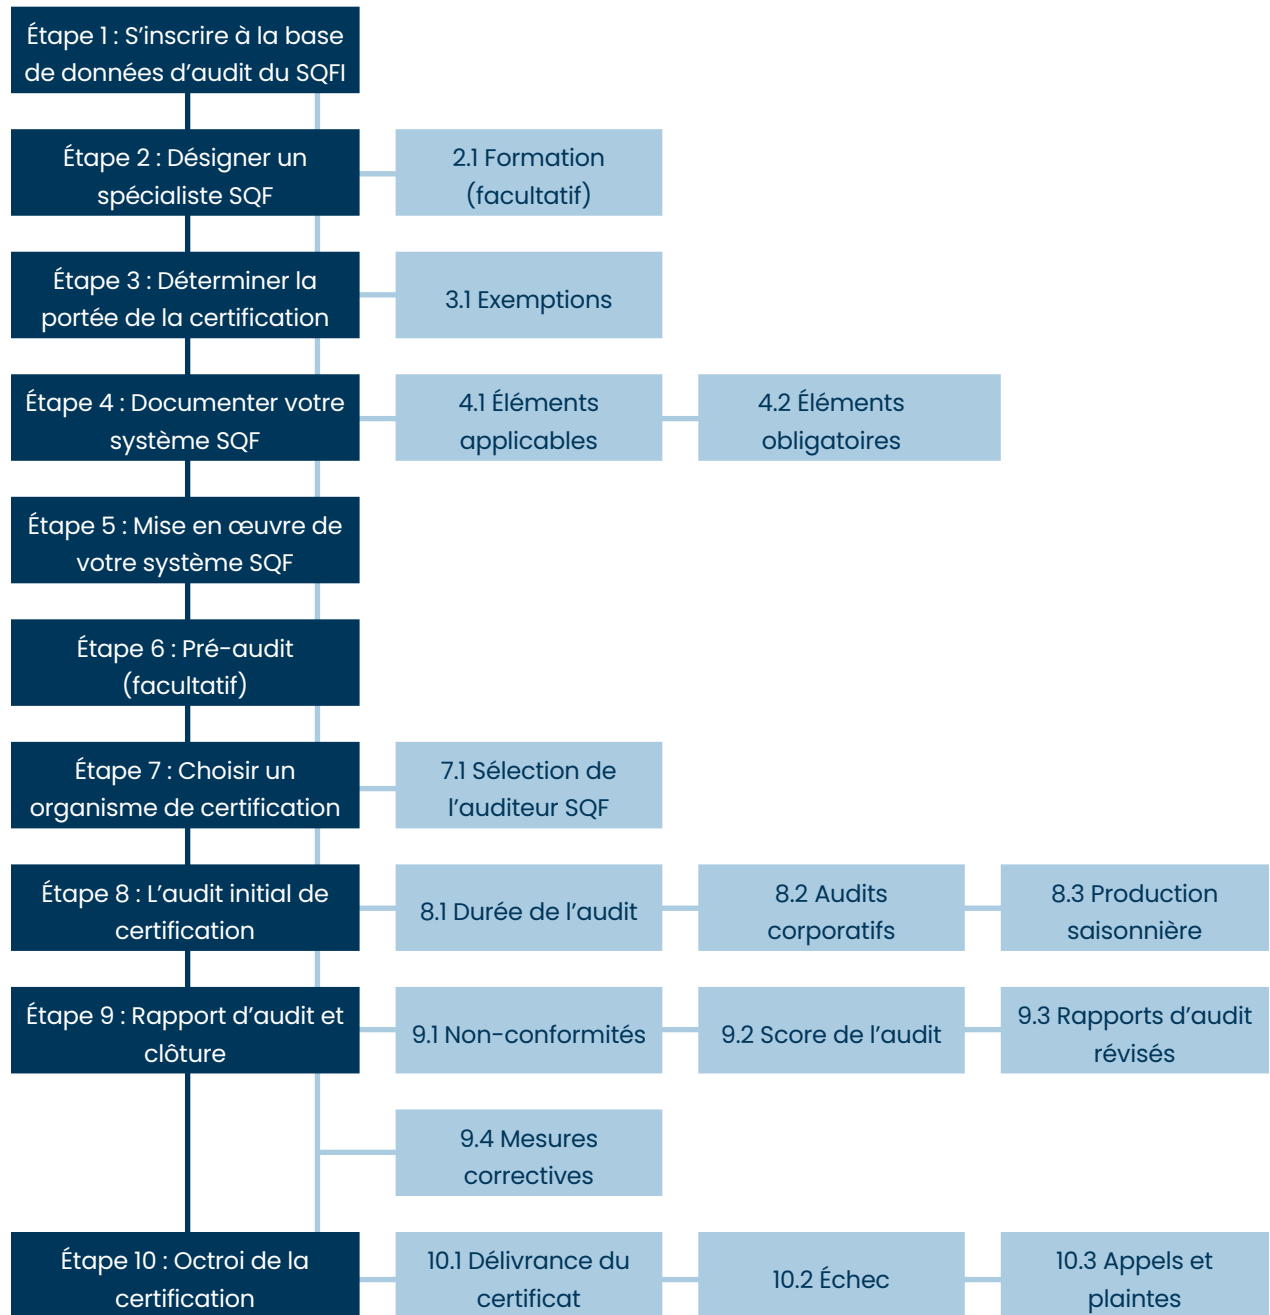 Étape 1 : S’inscrire à la base
de données d’audit du SQFI
Étape 2 : Désigner un
spécialiste SQF
2.1 Formation
(facultatif)
Étape 3 : Déterminer la
portée de la certification
3.1 Exemptions
Étape 4 : Documenter votre
système SQF
4.1 Éléments
applicables
4.2 Éléments
obligatoires
Étape 5 : Mise en œuvre de
votre système SQF
Étape 6 : Pré-audit
(facultatif)
Étape 7 : Choisir un
organisme de certification
7.1 Sélection de
l’auditeur SQF
Étape 8 : L’audit initial de
certification
8.1 Durée de l’audit
8.2 Audits
corporatifs
8.3 Production
saisonnière
Étape 9 : Rapport d’audit et
clôture
9.1 Non-conformités
9.2 Score de l’audit
9.3 Rapports d’audit
révisés
9.4 Mesures
correctives
Étape 10 : Octroi de la
certification
10.1 Délivrance du
certificat
10.2 Échec
10.3 Appels et
plaintes